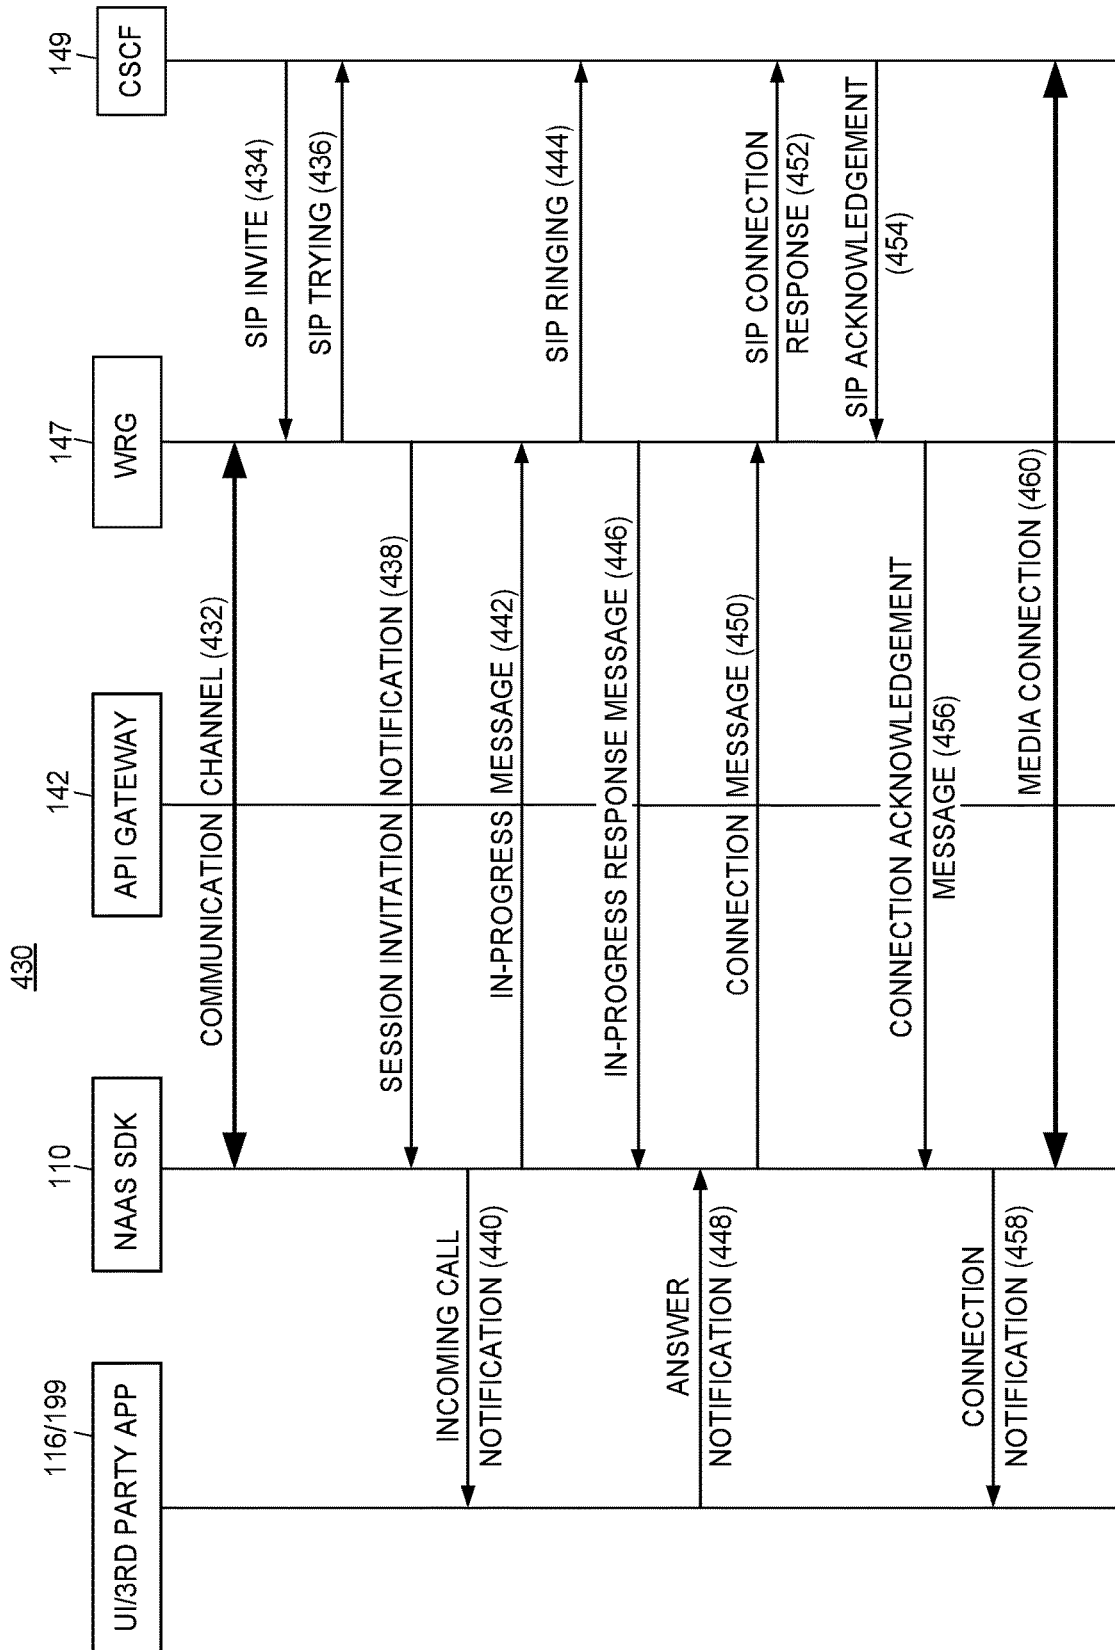 430
116/199
UI/3RD PARTY APP
110
NAAS SDK
142
API GATEWAY
147
WRG
149
CSCF
COMMUNICATION CHANNEL (432)
SIP INVITE (434)
SIP TRYING (436)
SESSION INVITATION NOTIFICATION (438)
INCOMING CALL
NOTIFICATION (440)
IN-PROGRESS MESSAGE (442)
SIP RINGING (444)
IN-PROGRESS RESPONSE MESSAGE (446)
ANSWER
NOTIFICATION (448)
CONNECTION MESSAGE (450)
SIP CONNECTION
RESPONSE (452)
SIP ACKNOWLEDGEMENT
(454)
CONNECTION ACKNOWLEDGEMENT
MESSAGE (456)
CONNECTION
NOTIFICATION (458)
MEDIA CONNECTION (460)